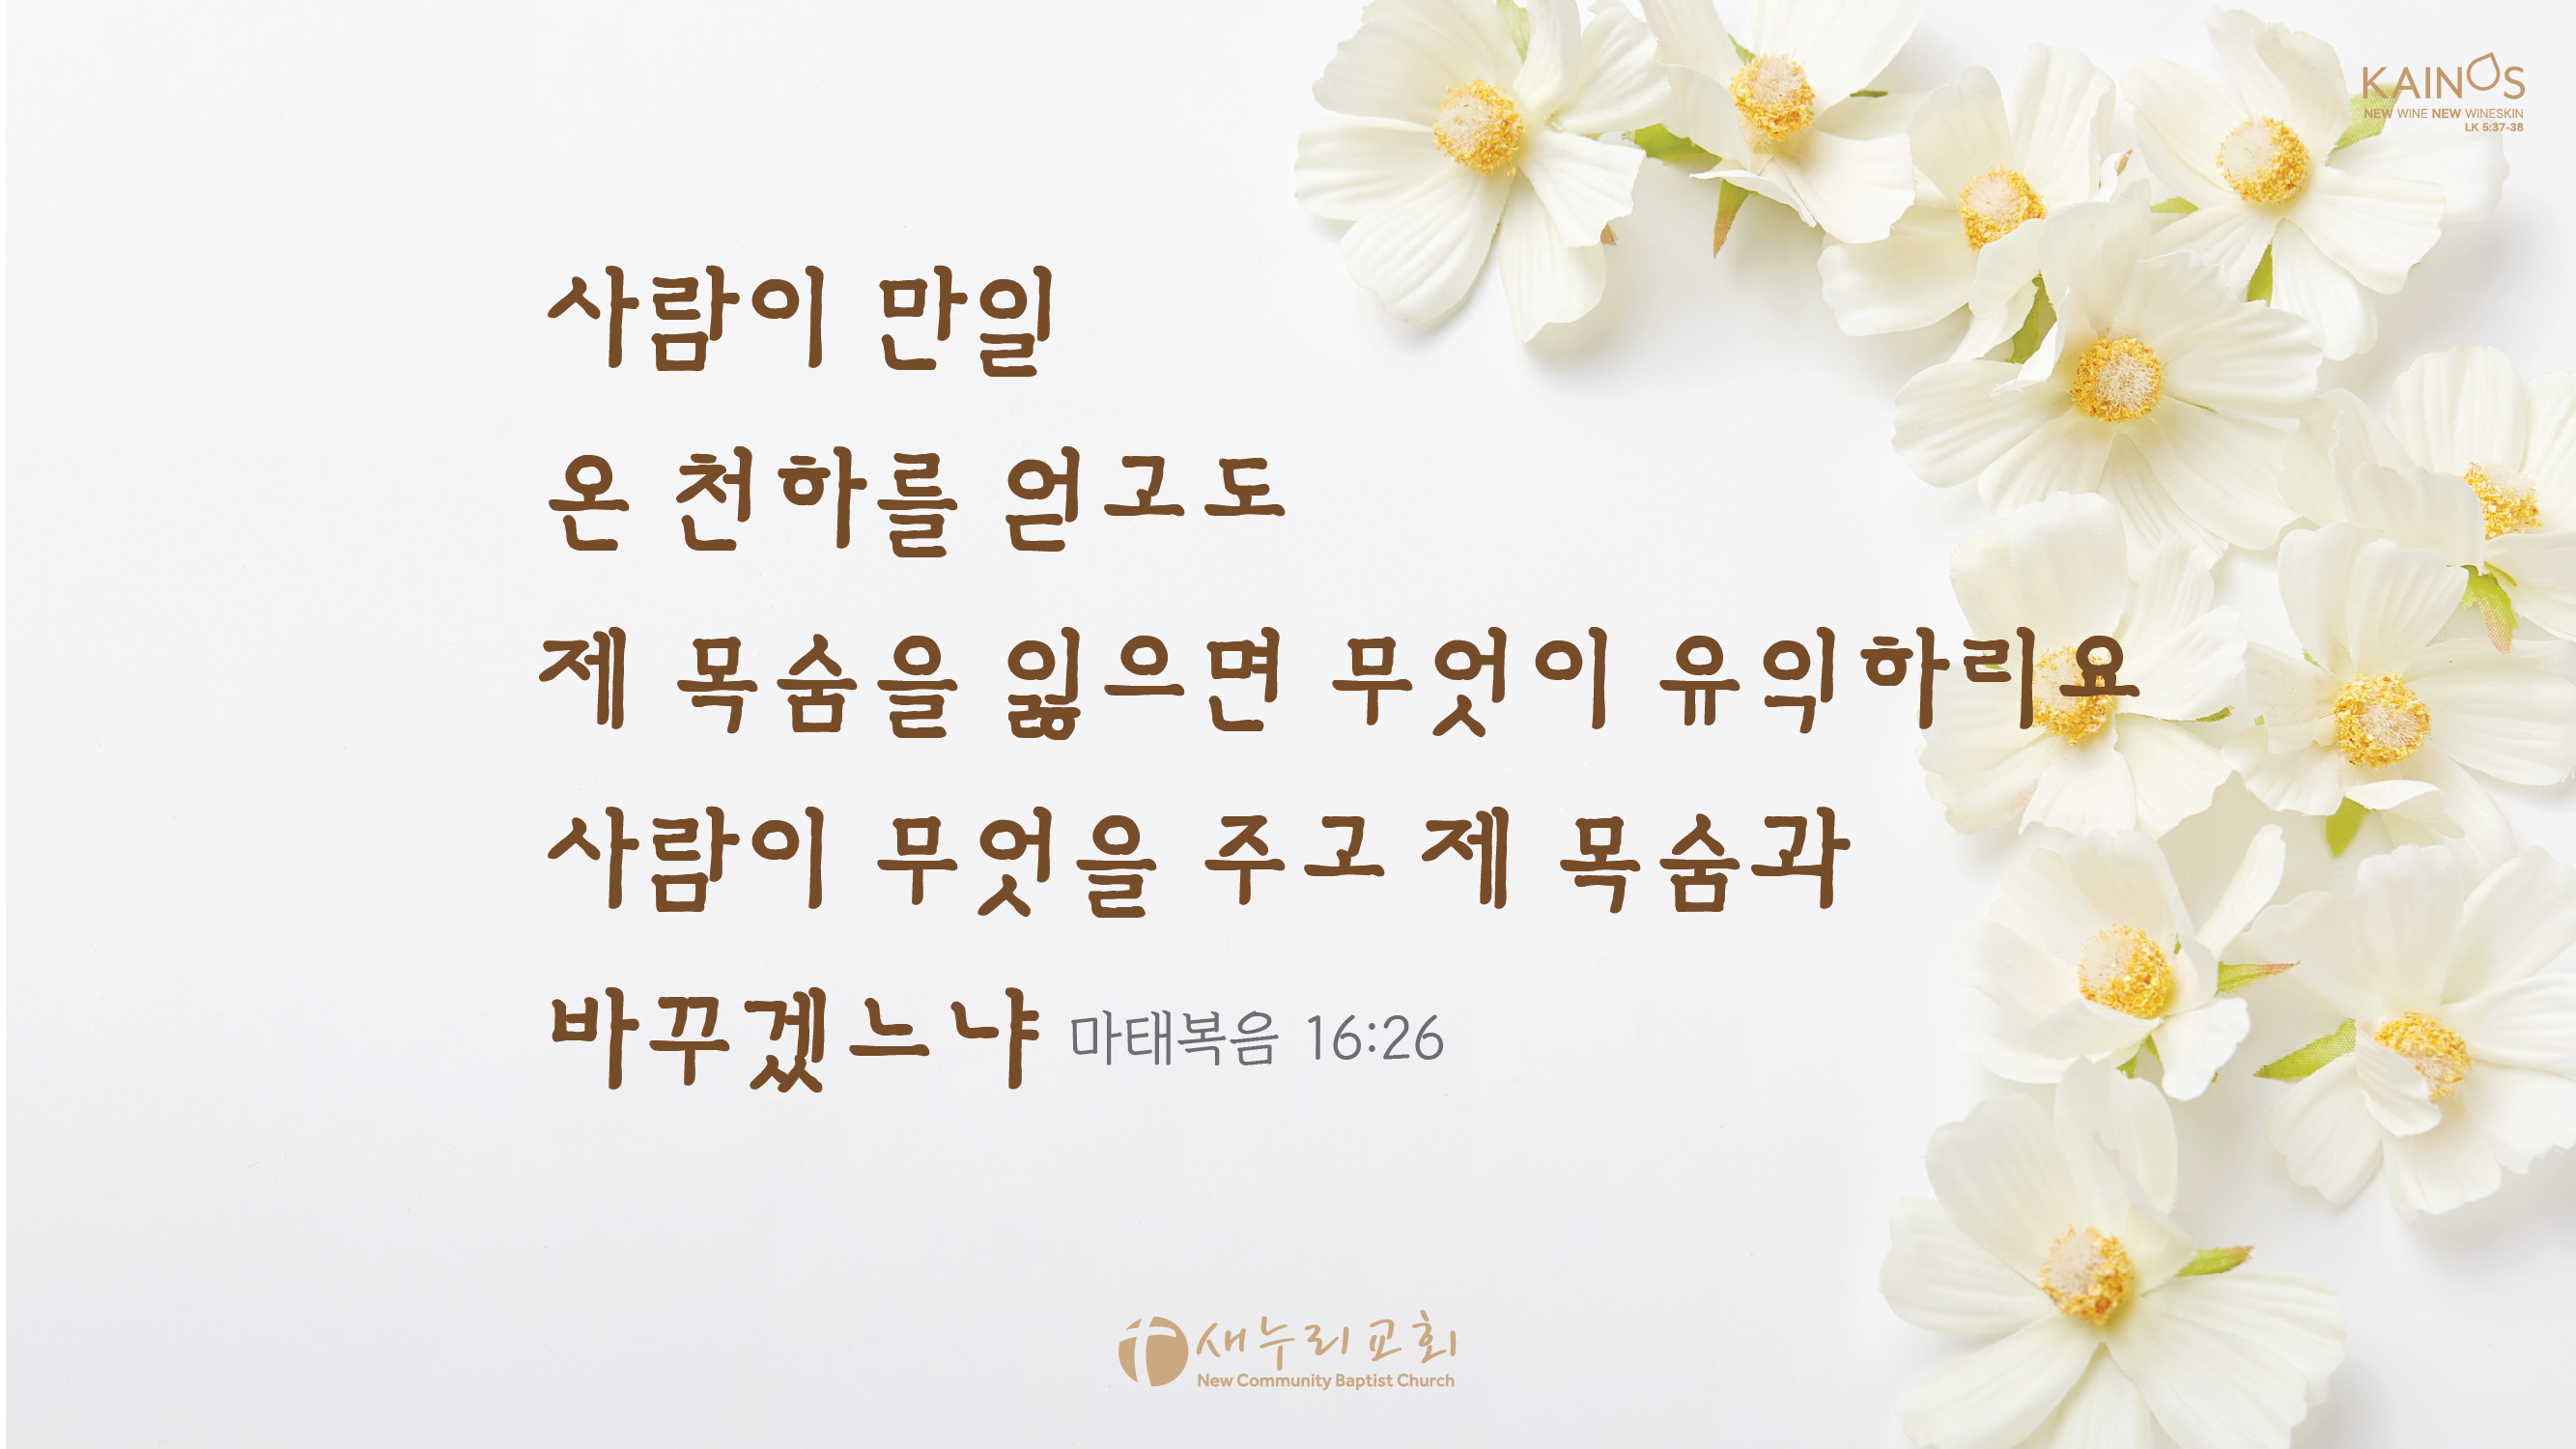 KAINOS
NEW WINE NEW WINESKIN
LK 5:37-38
사람이 만일
온 천하를 얻고도
제 목숨을 잃으면 무엇이 유익하리요
사람이 무엇을 주고 제 목숨과
바꾸겠느냐 마태복음 16:26
새누리교회
New Community Baptist Church